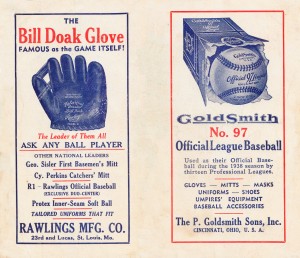 THE
Bill Doak Glove
FAMOUS as the GAME ITSELF!
The Leader of Them All
ASK ANY BALL PLAYER
OTHER NATIONAL LEADERS
Geo. Sisler First Basemen's Mitt
Cy. Perkins Catchers' Mitt
R1 - Rawlings Official Baseball
(EXCLUSIVE DUO-CENTER)
Protex Inner-Seam Soft Ball
TAILORED UNIFORMS THAT FIT
RAWLINGS MFG. CO.
23rd and Lucas, St. Louis, Mo.
GoldSmith
No. 97
Official League Baseball
Used as their Official Base-
ball during the 1938 season by
thirteen Professional Leagues.
GLOVES — MITTS — MASKS
UNIFORMS — SHOES
UMPIRES' EQUIPMENT
BASEBALL ACCESSORIES
The P. Goldsmith Sons, Inc.
CINCINNATI, OHIO, U. S. A.